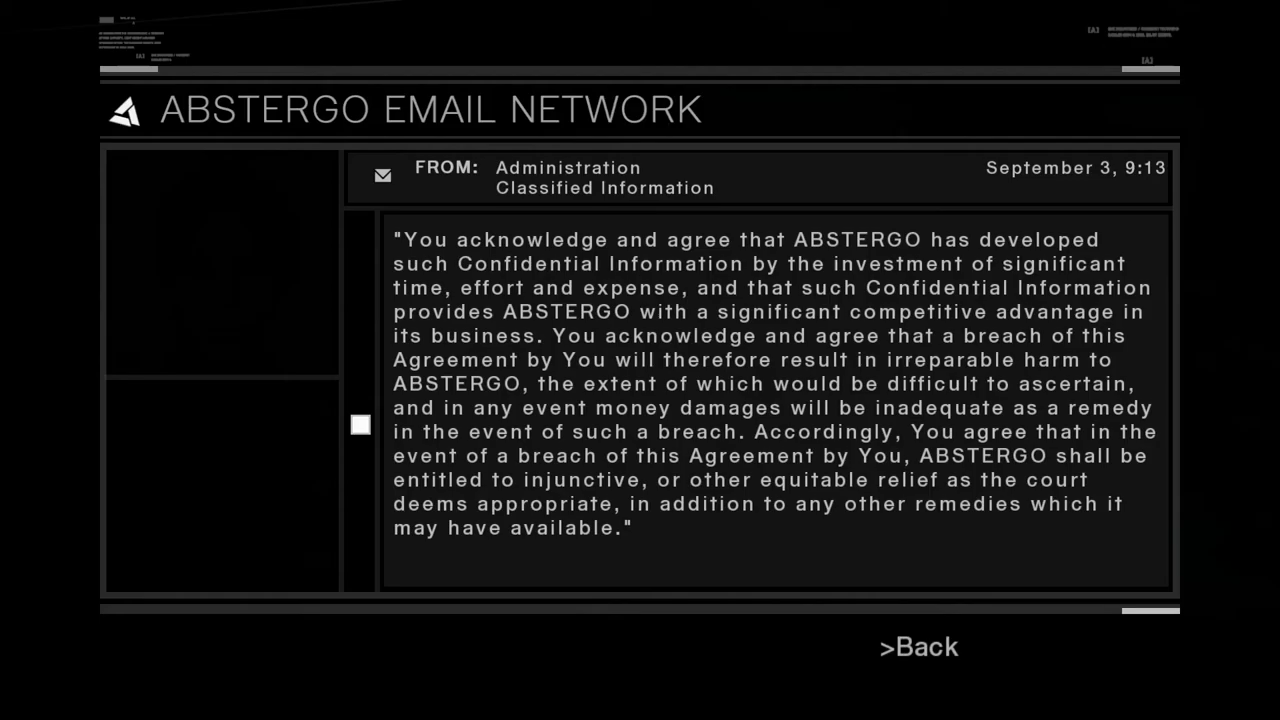 ABSTERGO EMAIL NETWORK
FROM: Administration
September 3, 9:13
Classified Information
"You acknowledge and agree that ABSTERGO has developed
such Confidential Information by the investment of significant
time, effort and expense, and that such Confidential Information
provides ABSTERGO with a significant competitive advantage in
its business. You acknowledge and agree that a breach of this
Agreement by You will therefore result in irreparable harm to
ABSTERGO, the extent of which would be difficult to ascertain,
and in any event money damages will be inadequate as a remedy
in the event of such a breach. Accordingly, You agree that in the
event of a breach of this Agreement by You, ABSTERGO shall be
entitled to injunctive, or other equitable relief as the court
deems appropriate, in addition to any other remedies which it
may have available."
>Back